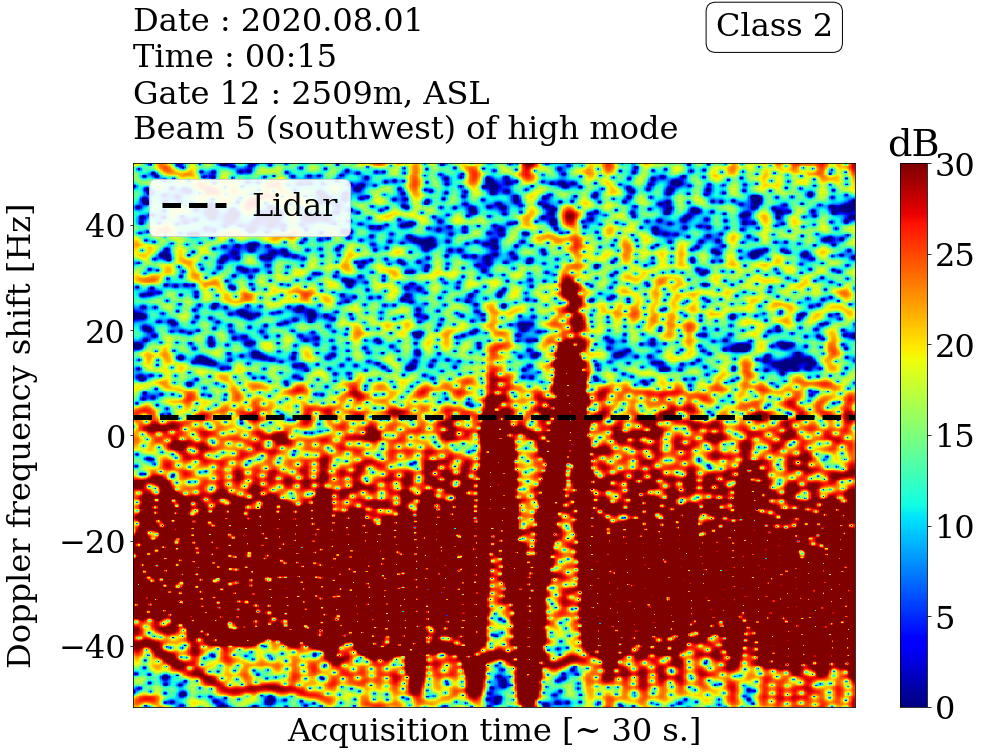 Date : 2020.08.01
Time : 00:15
Gate 12 : 2509m, ASL
Beam 5 (southwest) of high mode
Class 2
dB
Lidar
Doppler frequency shift [Hz]
40
20
0
−20
−40
30
25
20
15
10
5
0
Acquisition time [~ 30 s.]